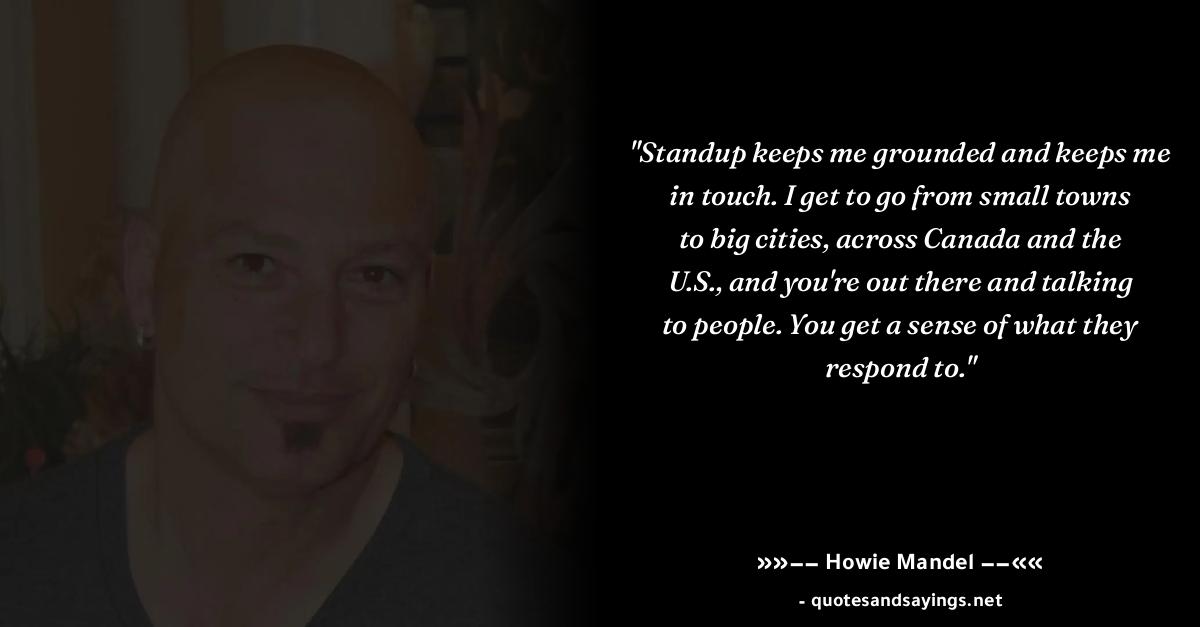 "Standup keeps me grounded and keeps me
in touch. I get to go from small towns
to big cities, across Canada and the
U.S., and you're out there and talking
to people. You get a sense of what they
respond to."
»»−− Howie Mandel −−««
- quotesandsayings.net